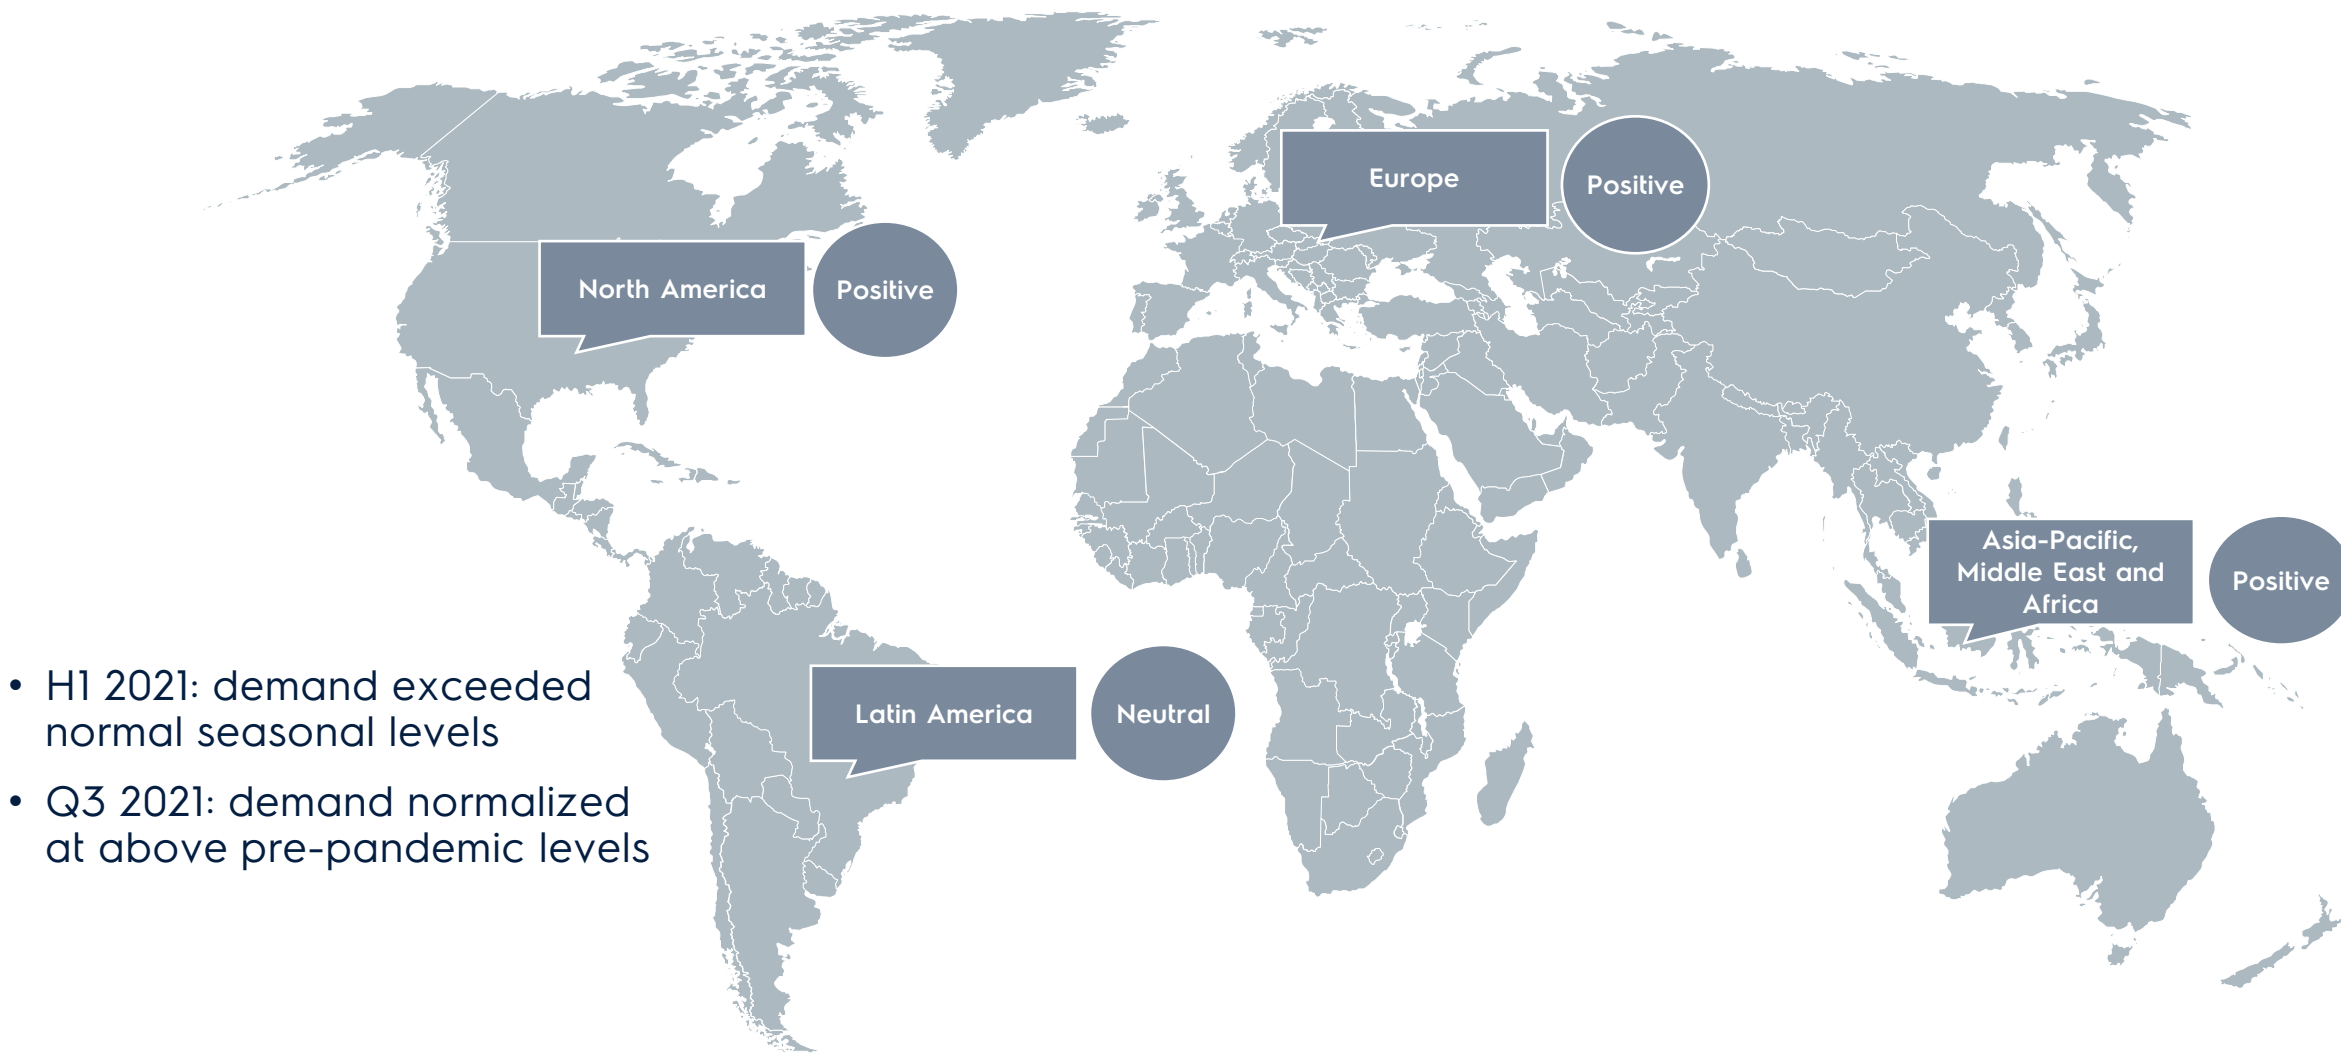 Europe
Positive
North America
Positive
Asia-Pacific,
Middle East and
Africa
Positive
Latin America
Neutral
• H1 2021: demand exceeded
normal seasonal levels
• Q3 2021: demand normalized
at above pre-pandemic levels